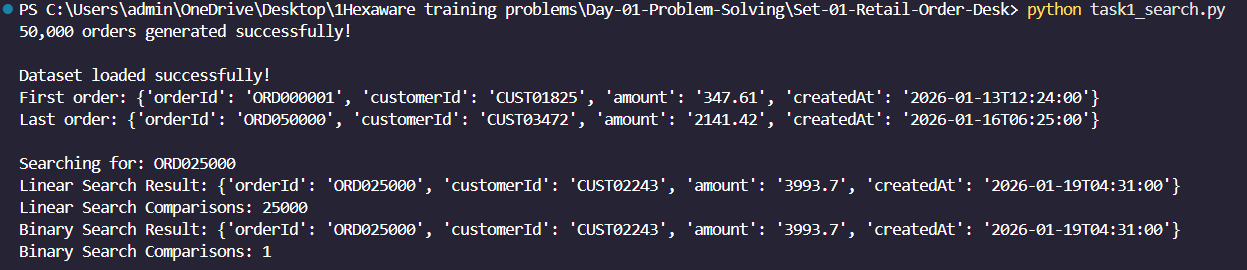 PS C:\Users\admin\OneDrive\Desktop\1Hexaware training problems\Day-01-Problem-Solving\Set-01-Retail-Order-Desk> python task1_search.py
50,000 orders generated successfully!
Dataset loaded successfully!
First order: {'orderId': 'ORD000001', 'customerId': 'CUST01825', 'amount': '347.61', 'createdAt': '2026-01-13T12:24:00'}
Last order: {'orderId': 'ORD050000', 'customerId': 'CUST03472', 'amount': '2141.42', 'createdAt': '2026-01-16T06:25:00'}
Searching for: ORD025000
Linear Search Result: {'orderId': 'ORD025000', 'customerId': 'CUST02243', 'amount': '3993.7', 'createdAt': '2026-01-19T04:31:00'}
Linear Search Comparisons: 25000
Binary Search Result: {'orderId': 'ORD025000', 'customerId': 'CUST02243', 'amount': '3993.7', 'createdAt': '2026-01-19T04:31:00'}
Binary Search Comparisons: 1